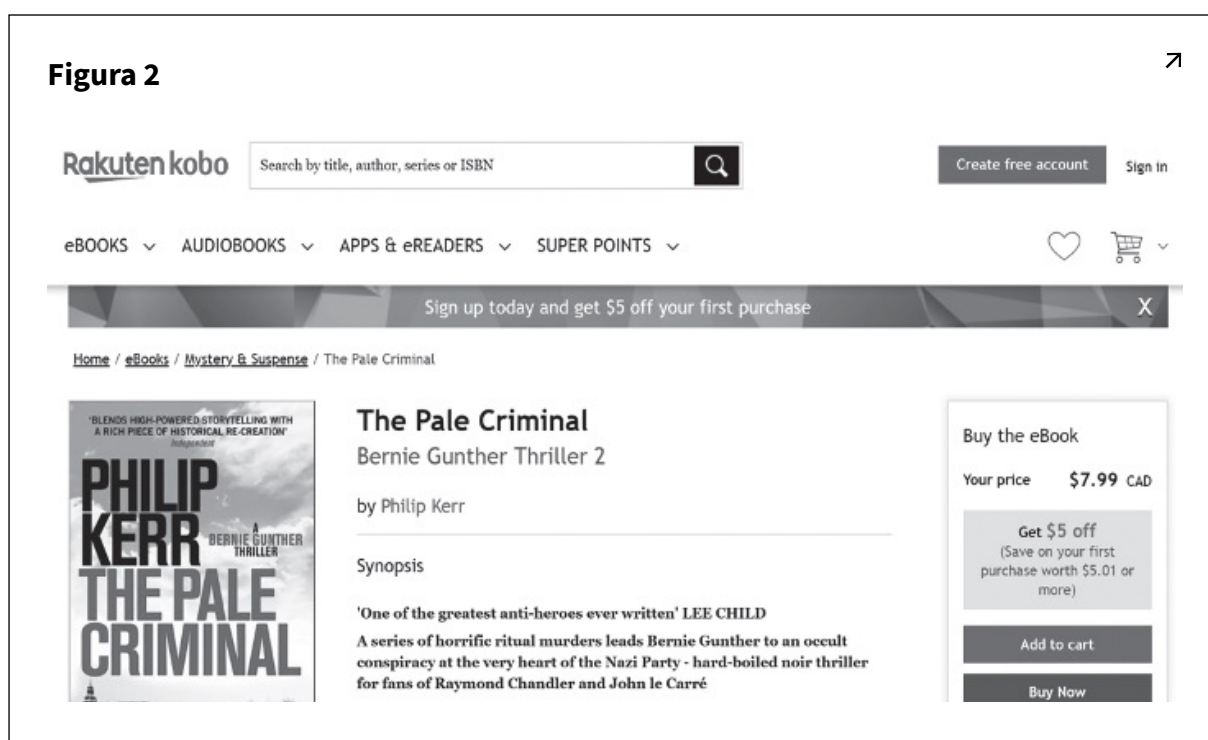 Figura 2
Rakuten kobo
Search by title, author, series or ISBN
Create free account
Sign in
eBOOKS
AUDIOBOOKS
APPS & eREADERS
SUPER POINTS
Sign up today and get $5 off your first purchase
X
Home / eBooks / Mystery & Suspense / The Pale Criminal
'BLENDS HIGH-POWERED STORYTELLING WITH
A RICH PIECE OF HISTORICAL RE-CREATION'
Independent
PHILIP
KERR
A
BERNIE GUNTHER
THRILLER
THE PALE
CRIMINAL
The Pale Criminal
Bernie Gunther Thriller 2
by Philip Kerr
Synopsis
'One of the greatest anti-heroes ever written' LEE CHILD
A series of horrific ritual murders leads Bernie Gunther to an occult
conspiracy at the very heart of the Nazi Party - hard-boiled noir thriller
for fans of Raymond Chandler and John le Carré
Buy the eBook
Your price $7.99 CAD
Get $5 off
(Save on your first
purchase worth $5.01 or
more)
Add to cart
Buy Now